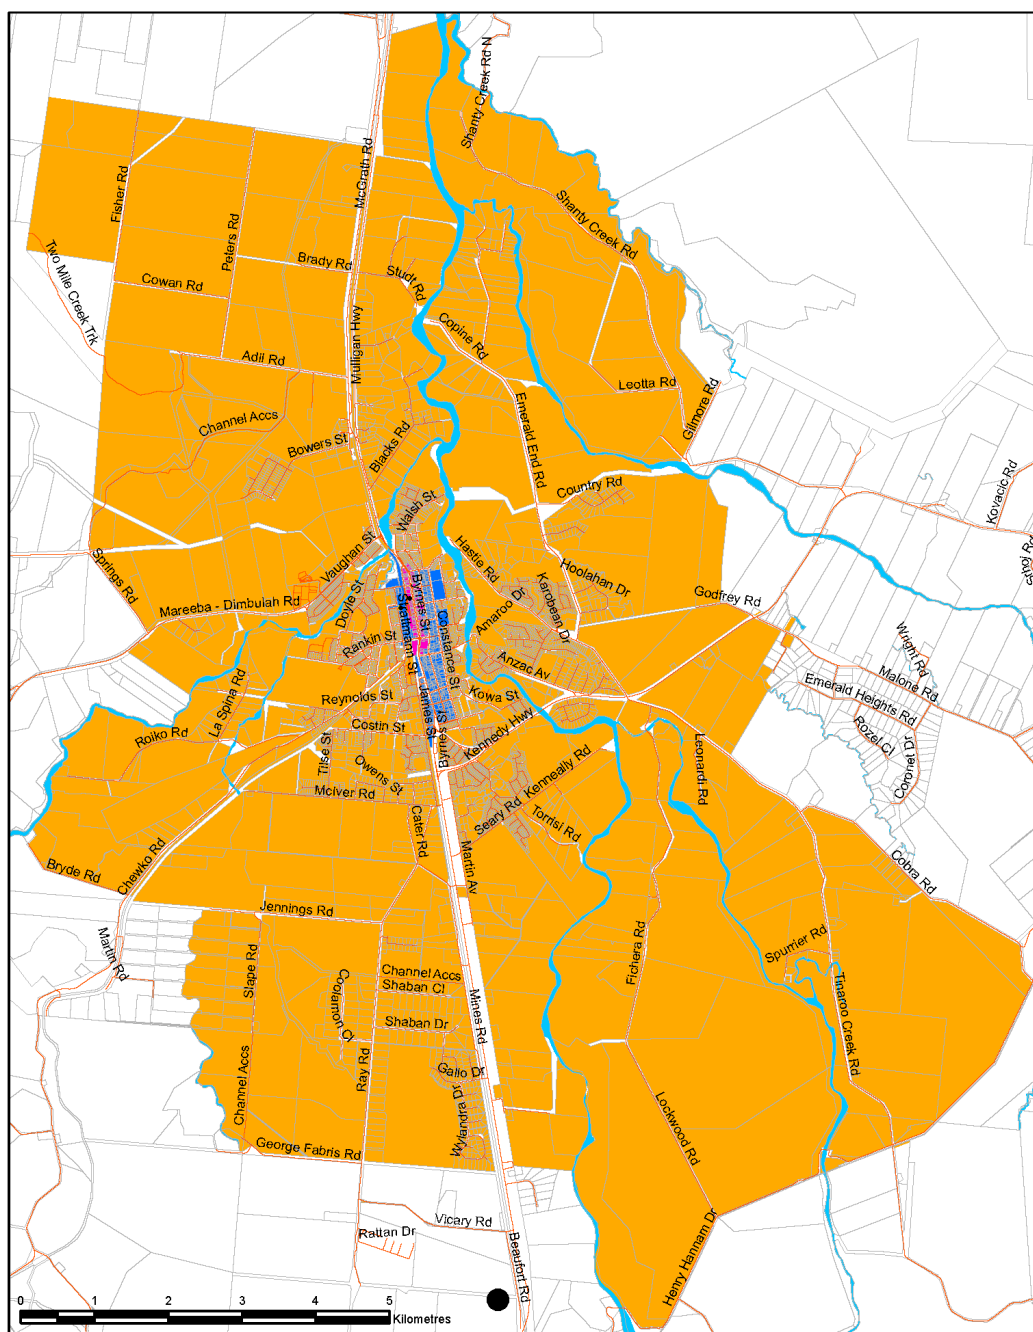 Shanty Creek Rd N
McGrath Rd
Fisher Rd
Shanty Creek Rd
Peters Rd
Two Mile Creek Trk
Brady Rd
Studt Rd
Cowan Rd
Mulligan Hwy
Copine Rd
Adil Rd
Leotta Rd
Gilmore Rd
Channel Accs
Emerald End Rd
Bowers St
Blacks Rd
Country Rd
Kovacic Rd
Walsh St
Vaughan St
Hastie Rd
Springs Rd
Hoolahan Dr
Doyle St
Byrnes St
Karobean Dr
Godfrey Rd
Mareeba - Dimbulah Rd
Strattmann St
Constance St
Amaroo Dr
Rankin St
Wright Rd
Anzac Av
Malone Rd
La Spina Rd
Reynolds St
James St
Kowa St
Emerald Heights Rd
Roiko Rd
Costin St
Byrnes St
Kennedy Hwy
Rozel Cl
Tilse St
Leonardi Rd
Coronet Dr
Owens St
Kenneally Rd
McIver Rd
Seary Rd
Torrisi Rd
Cater Rd
Martin Av
Bryde Rd
Chewko Rd
Cobra Rd
Jennings Rd
Martin Rd
Slape Rd
Fichera Rd
Spurrier Rd
Channel Accs
Shaban Cl
Coolamon Cl
Tinaroo Creek Rd
Mines Rd
Shaban Dr
Ray Rd
Gallo Dr
Channel Accs
Wylandra Dr
Lockwood Rd
George Fabris Rd
Vicary Rd
Rattan Dr
Beaufort Rd
Henry Hannam Dr
0 1 2 3 4 5
Kilometres